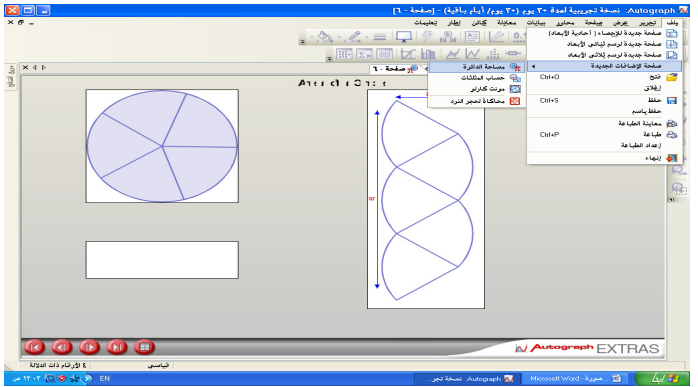 Autograph: نسخة تجريبية لمدة ٣٠ يوم (٣٠ يوم/ أيام باقية) - [صفحة - ٦]
ملف تحرير عرض صفحة محاور بيانات معادلة كائن إطار تعليمات
صفحة جديدة للإحصاء (أحادية الأبعاد)
صفحة جديدة لرسم ثنائي الأبعاد
صفحة جديدة لرسم ثلاثي الأبعاد
صفحة الإضافات الجديدة
فتح Ctrl+O
إغلاق
حفظ Ctrl+S
حفظ باسم
معاينة الطباعة
طباعة Ctrl+P
إعداد الطباعة
إنهاء
مساحة الدائرة
حساب المثلثات
مونت كارلو
محاكاة لحجر النرد
صفحة - ٦
Autograph EXTRAS
قياسي
٤ الأرقام ذات الدلالة
صورة - Microsoft Word
Autograph: نسخة تجر...
EN